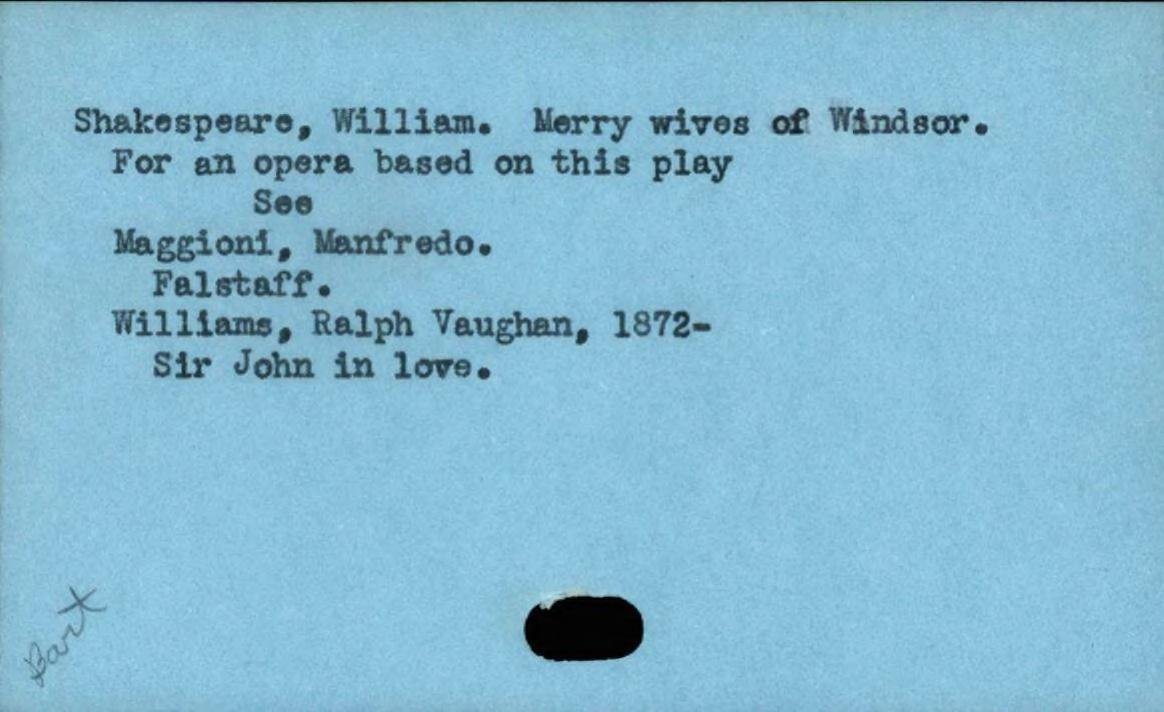 Shakespeare, William. Merry wives of Windsor.
For an opera based on this play
See
Maggioni, Manfredo.
Falstaff.
Williams, Ralph Vaughan, 1872-
Sir John in love.
Bart